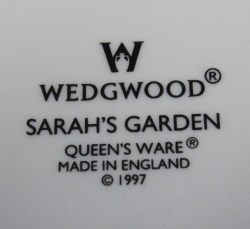 W
WEDGWOOD®
SARAH'S GARDEN
QUEEN'S WARE®
MADE IN ENGLAND
© 1997